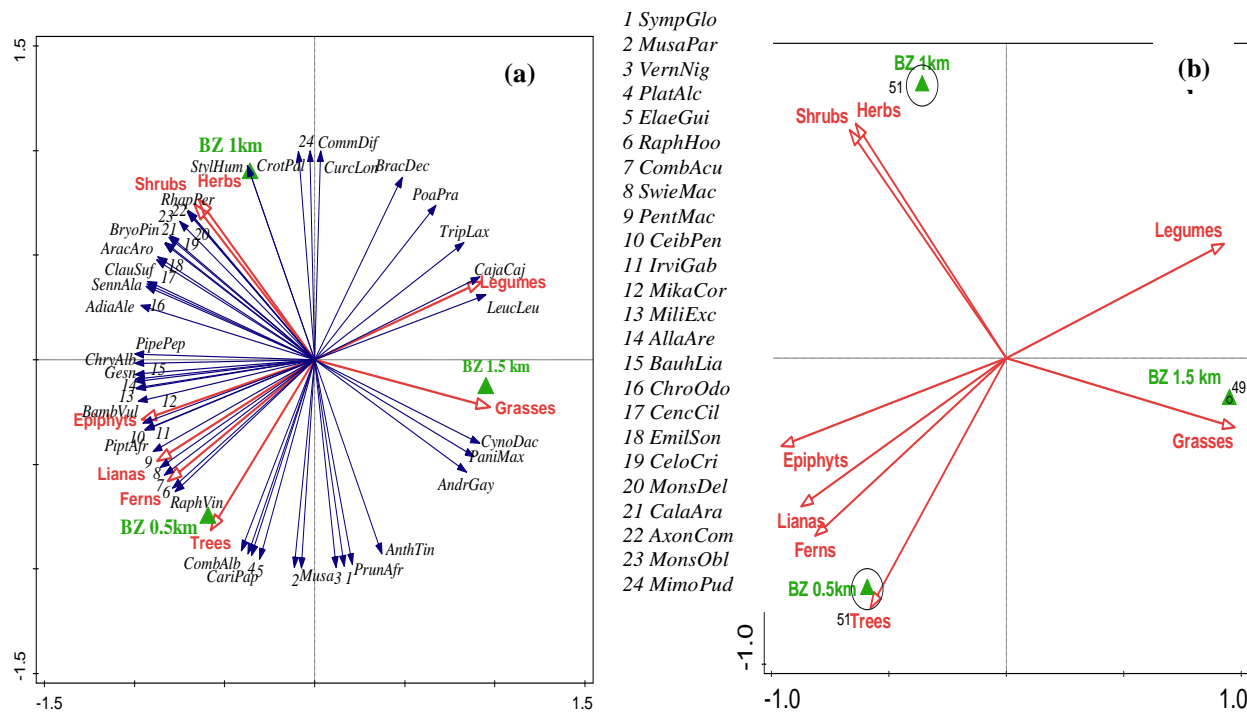 1.5
(a)
BZ 1km
24 CommDif
StylHum
CrotPal
CurcLon
BracDec
Shrubs
Herbs
RhapPer
PoaPra
22
23
BryoPin
21
20
TripLax
AracAro
19
18
ClauSuf
17
CajaCaj
SennAla
Legumes
AdiaAle
16
LeucLeu
PipePep
ChryAlb
15
Gesn
14
BZ 1.5 km
13
12
BambVul
Grasses
Epiphyts
10
11
CynoDac
PiptAfr
PaniMax
9
Lianas
8
AndrGay
7
6
Ferns
RaphVin
BZ 0.5km
Trees
AnthTin
CombAlb
4
5
CariPap
2
Musa
3
1
PrunAfr
-1.5
-1.5
1.5
1 SympGlo
2 MusaPar
3 VernNig
4 PlatAlc
5 ElaeGui
6 RaphHoo
7 CombAcu
8 SwieMac
9 PentMac
10 CeibPen
11 IrviGab
12 MikaCor
13 MiliExc
14 AllaAre
15 BauhLia
16 ChroOdo
17 CencCil
18 EmilSon
19 CeloCri
20 MonsDel
21 CalaAra
22 AxonCom
23 MonsObl
24 MimoPud
(b)
BZ 1km
51
Shrubs
Herbs
Legumes
BZ 1.5 km
49
Grasses
Epiphyts
Lianas
Ferns
BZ 0.5km
51
Trees
-1.0
-1.0
1.0